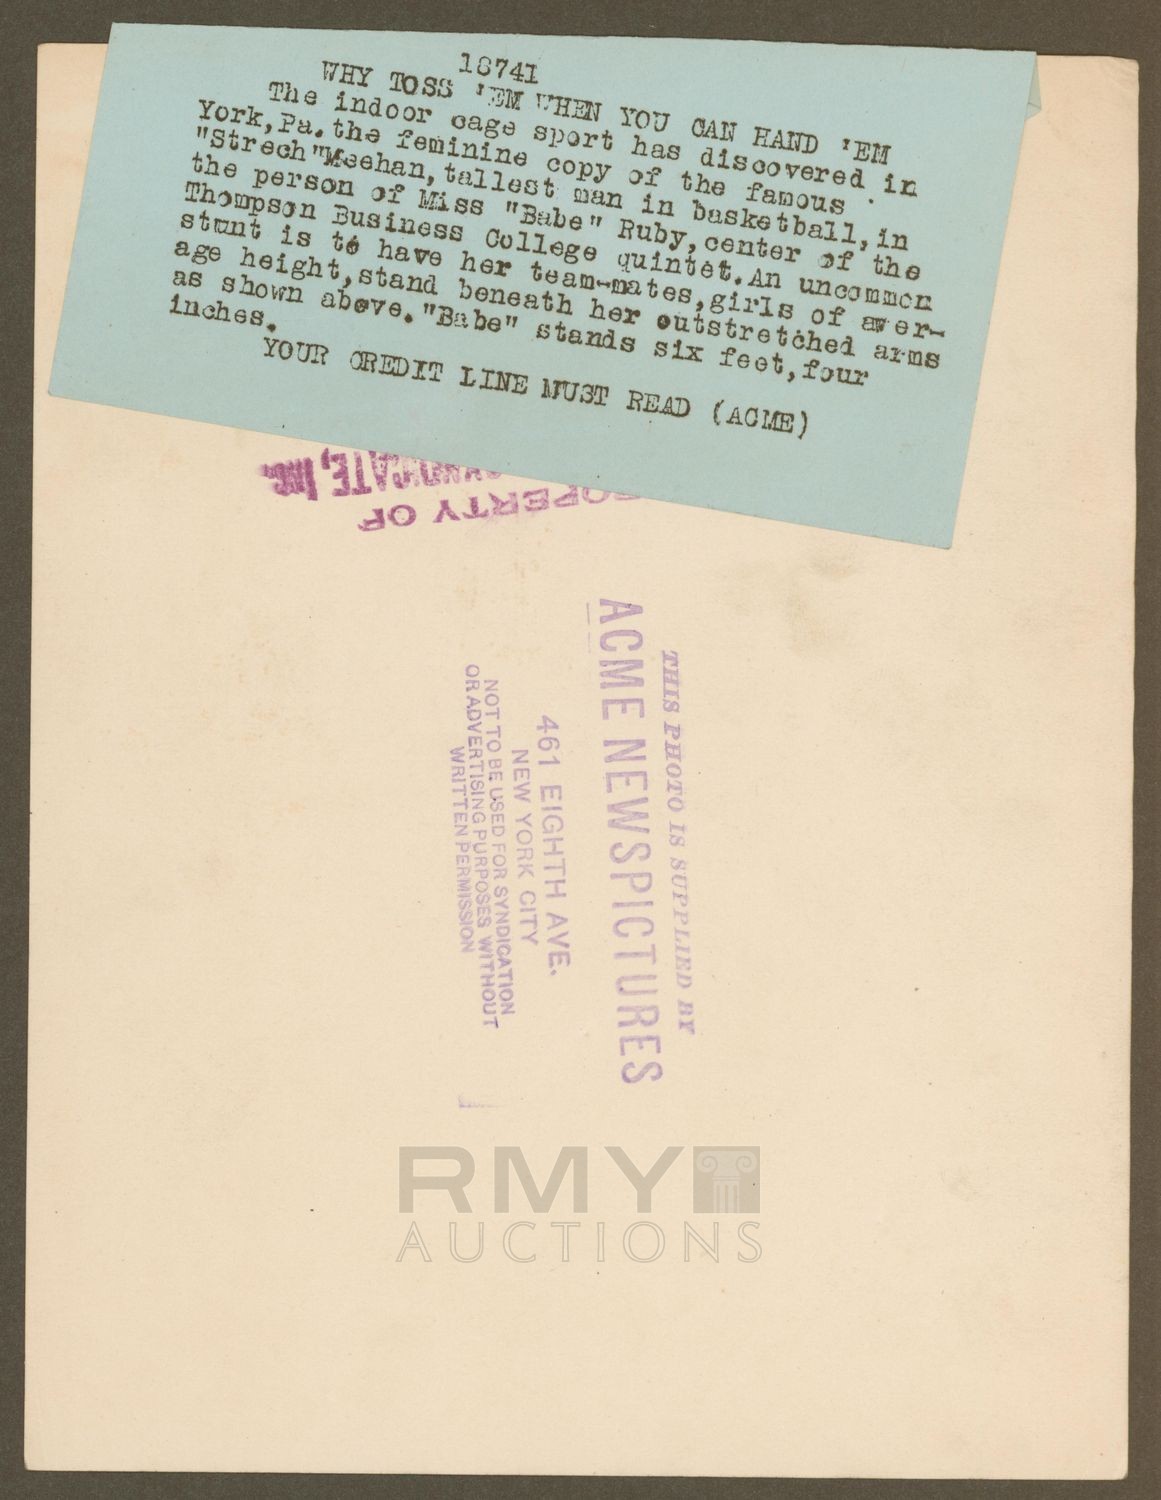 18741
WHY TOSS 'EM WHEN YOU CAN HAND 'EM
The indoor cage sport has discovered in
York,Pa.the feminine copy of the famous
"Strech"Meehan,tallest man in basketball,in
the person of Miss "Babe" Ruby,center of the
Thompson Business College quintet.An uncommon
stunt is to have her team-mates,girls of aver-
age height,stand beneath her outstretched arms
as shown above."Babe" stands six feet,four
inches.
YOUR CREDIT LINE MUST READ (ACME)
PROPERTY OF
SYNDICATE, INC.
THIS PHOTO IS SUPPLIED BY
ACME NEWSPICTURES
461 EIGHTH AVE.
NEW YORK CITY
NOT TO BE USED FOR SYNDICATION
OR ADVERTISING PURPOSES WITHOUT
WRITTEN PERMISSION
RMY
AUCTIONS